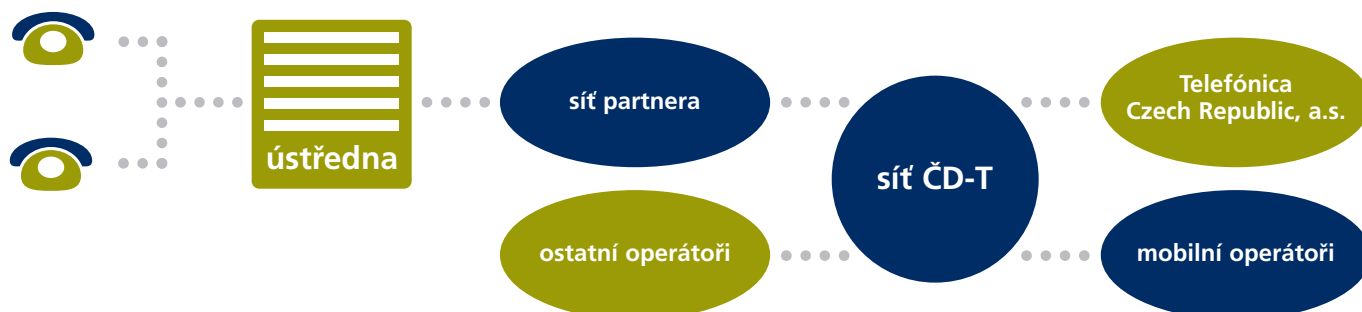 ústředna
síť partnera
ostatní operátoři
síť ČD-T
Telefónica
Czech Republic, a.s.
mobilní operátoři